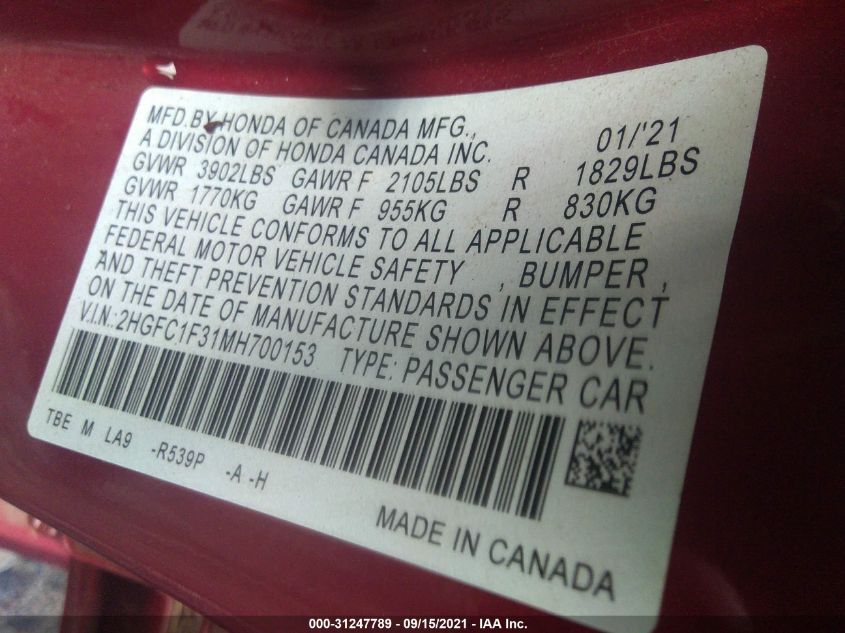 MFD.BY HONDA OF CANADA MFG., 01/'21
A DIVISION OF HONDA CANADA INC.
GVWR 3902LBS GAWR F 2105LBS R 1829LBS
GVWR 1770KG GAWR F 955KG R 830KG
THIS VEHICLE CONFORMS TO ALL APPLICABLE
FEDERAL MOTOR VEHICLE SAFETY , BUMPER ,
AND THEFT PREVENTION STANDARDS IN EFFECT
ON THE DATE OF MANUFACTURE SHOWN ABOVE.
V.I.N.:2HGFC1F31MH700153 TYPE: PASSENGER CAR
TBE M LA9 -R539P -A -H
MADE IN CANADA
000-31247789 - 09/15/2021 - IAA Inc.